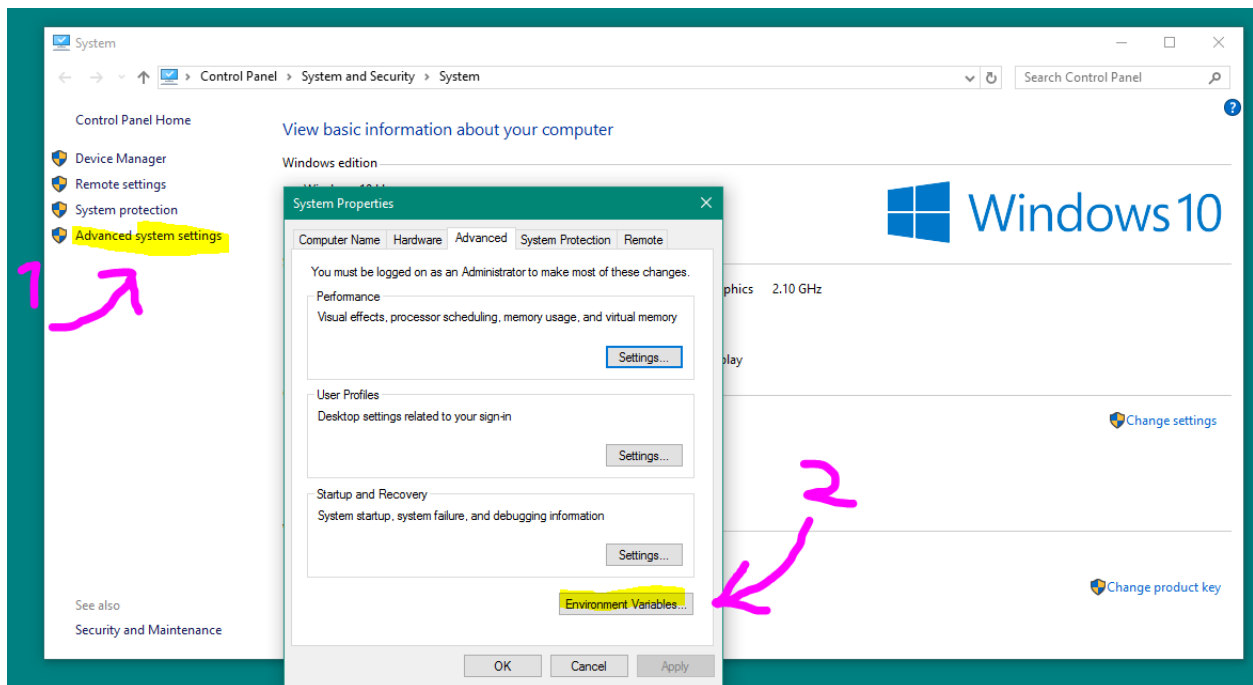 System
Control Panel > System and Security > System
Search Control Panel
Control Panel Home
View basic information about your computer
Device Manager
Windows edition
Remote settings
System protection
Advanced system settings
Windows 10
1
System Properties
Computer Name Hardware Advanced System Protection Remote
You must be logged on as an Administrator to make most of these changes.
Performance
Visual effects, processor scheduling, memory usage, and virtual memory
Settings...
User Profiles
Desktop settings related to your sign-in
Settings...
Startup and Recovery
System startup, system failure, and debugging information
Settings...
Environment Variables...
OK Cancel Apply
2
phics 2.10 GHz
play
Change settings
Change product key
See also
Security and Maintenance